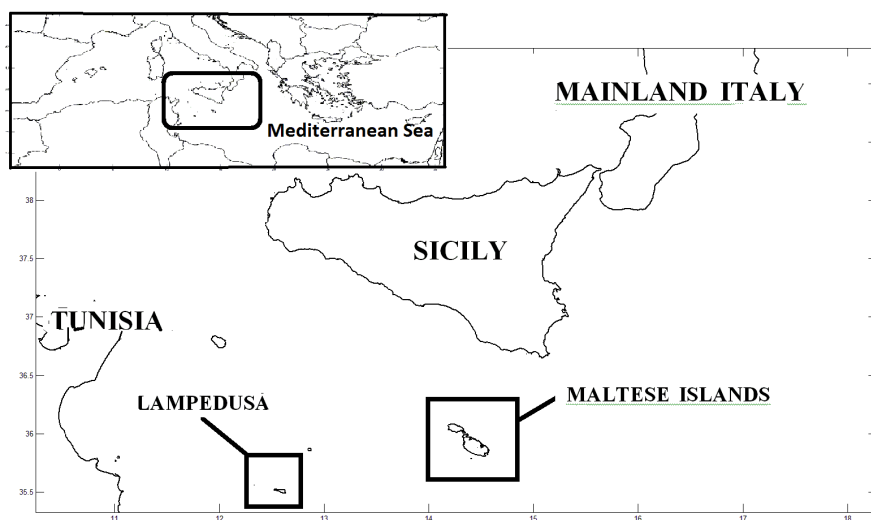 Mediterranean Sea
MAINLAND ITALY
38
SICILY
37.5
37
TUNISIA
36.5
LAMPEDUSA
MALTESE ISLANDS
36
35.5
11
12
13
14
15
16
17
18